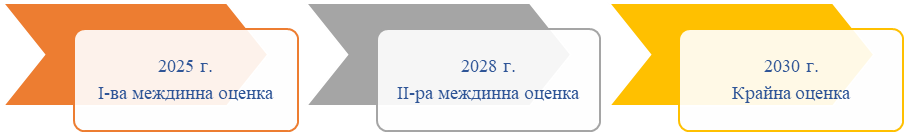 2025 г.
I-ва междинна оценка
2028 г.
II-ра междинна оценка
2030 г.
Крайна оценка